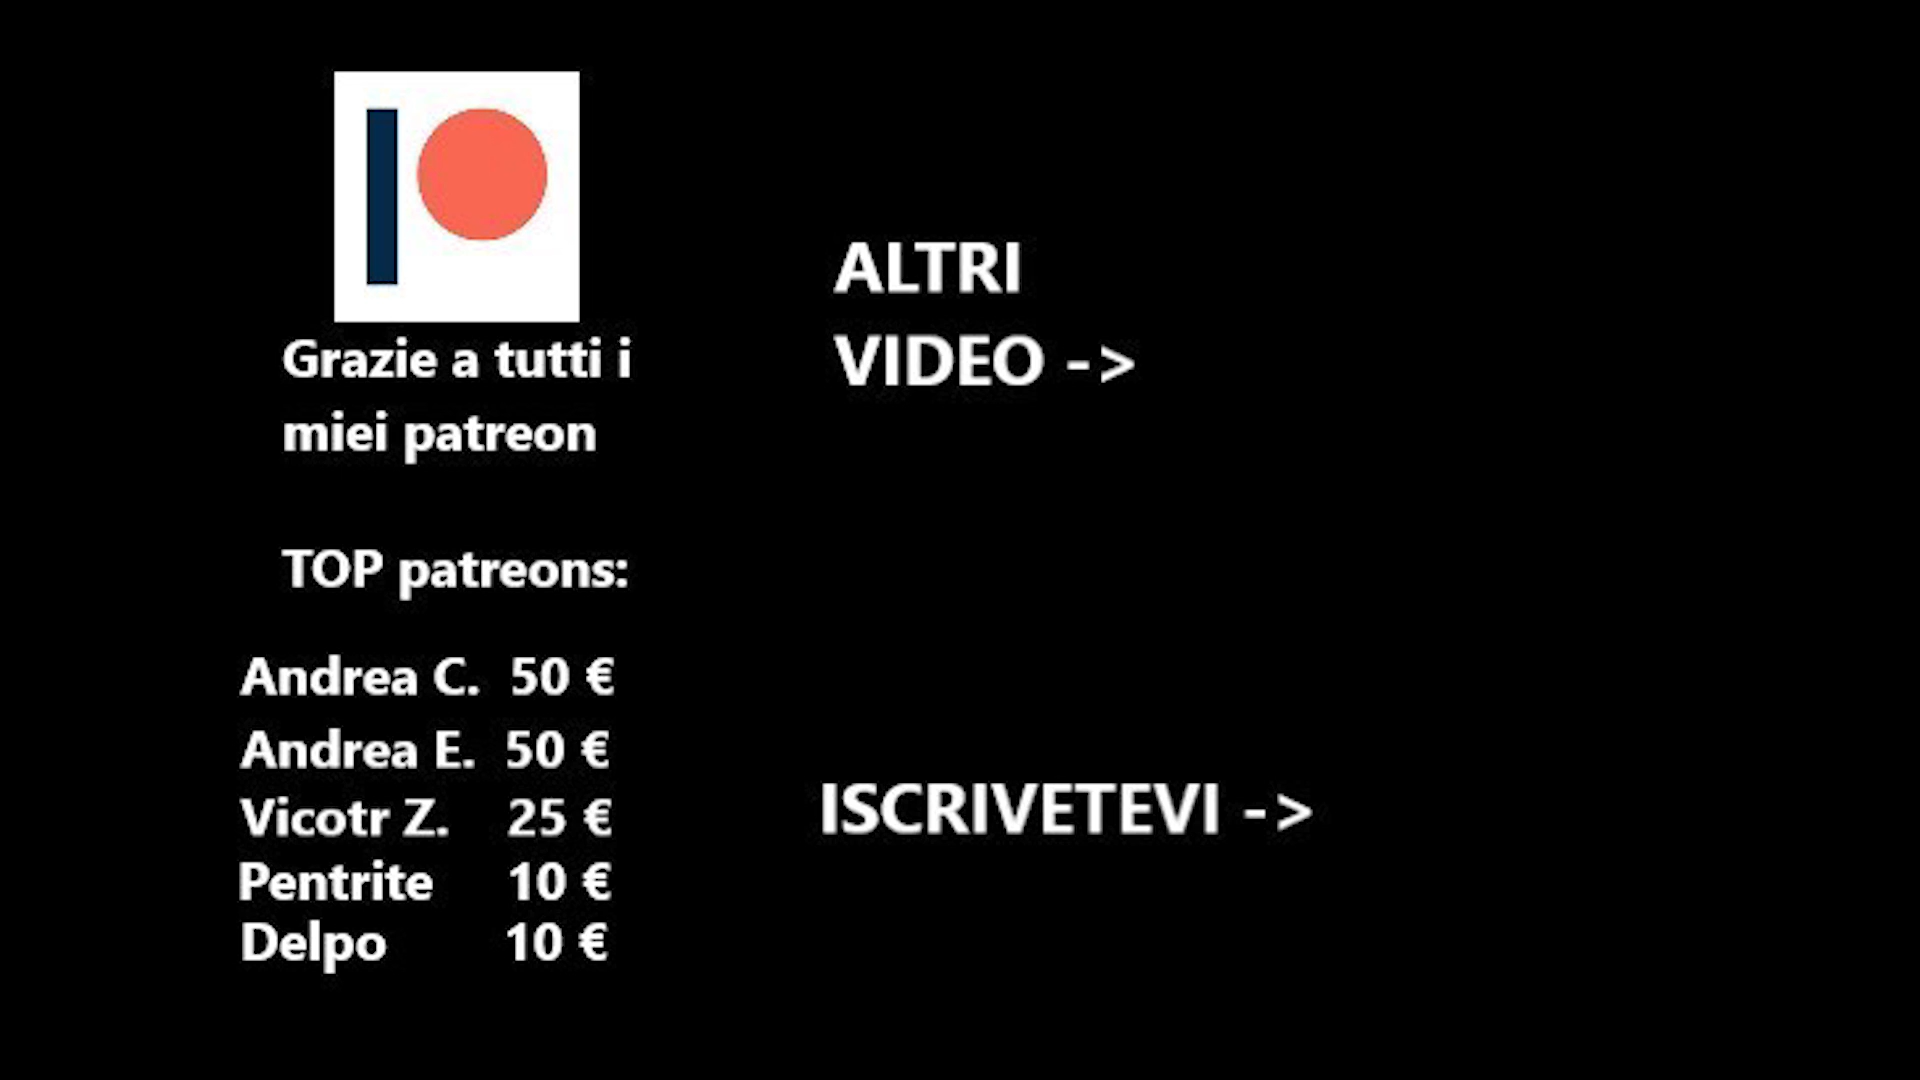 Grazie a tutti i
miei patreon
TOP patreons:
Andrea C. 50 €
Andrea E. 50 €
Vicotr Z. 25 €
Pentrite 10 €
Delpo 10 €
ALTRI
VIDEO ->
ISCRIVETEVI ->